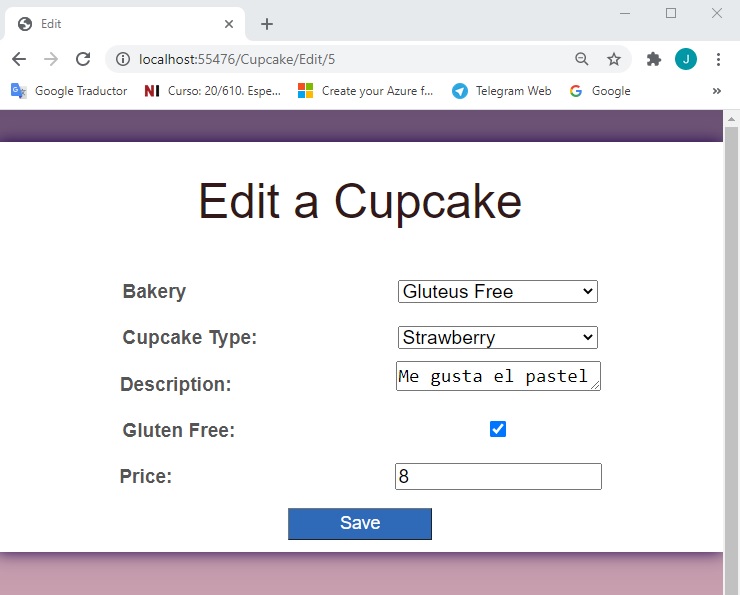 Edit
localhost:55476/Cupcake/Edit/5
J
Google Traductor
NI Curso: 20/610. Espe...
Create your Azure f...
Telegram Web
G Google
»
Edit a Cupcake
Bakery Gluteus Free
Cupcake Type: Strawberry
Description: Me gusta el pastel
Gluten Free:
Price: 8
Save